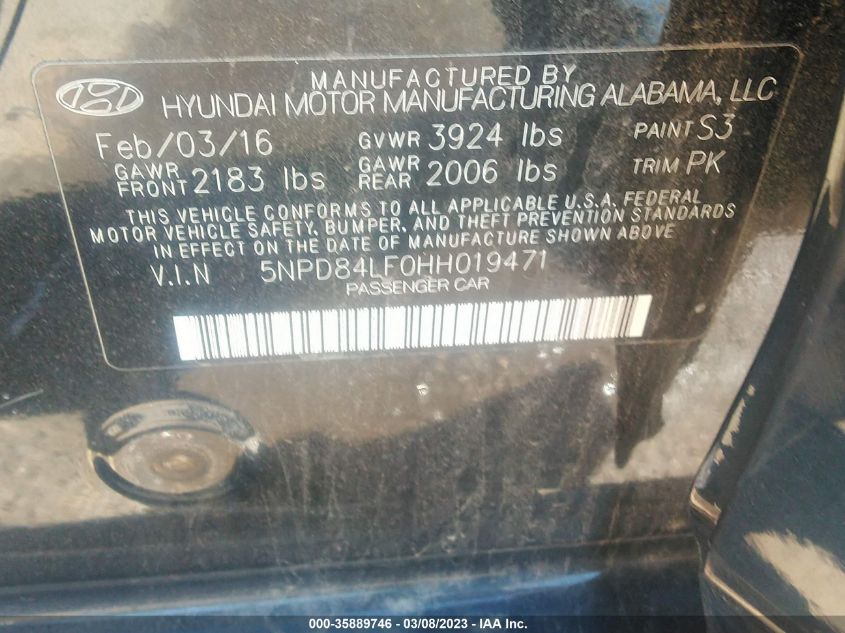 MANUFACTURED BY
HYUNDAI MOTOR MANUFACTURING ALABAMA, LLC
Feb/03/16 GVWR 3924 lbs PAINT S3
GAWR FRONT 2183 lbs GAWR REAR 2006 lbs TRIM PK
THIS VEHICLE CONFORMS TO ALL APPLICABLE U.S.A. FEDERAL
MOTOR VEHICLE SAFETY, BUMPER, AND THEFT PREVENTION STANDARDS
IN EFFECT ON THE DATE OF MANUFACTURE SHOWN ABOVE
V.I.N 5NPD84LF0HH019471
PASSENGER CAR
000-35889746 - 03/08/2023 - IAA Inc.